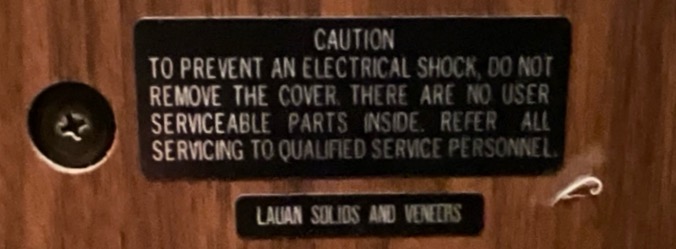 CAUTION
TO PREVENT AN ELECTRICAL SHOCK, DO NOT
REMOVE THE COVER. THERE ARE NO USER
SERVICEABLE PARTS INSIDE. REFER ALL
SERVICING TO QUALIFIED SERVICE PERSONNEL.
LAUAN SOLIDS AND VENEERS